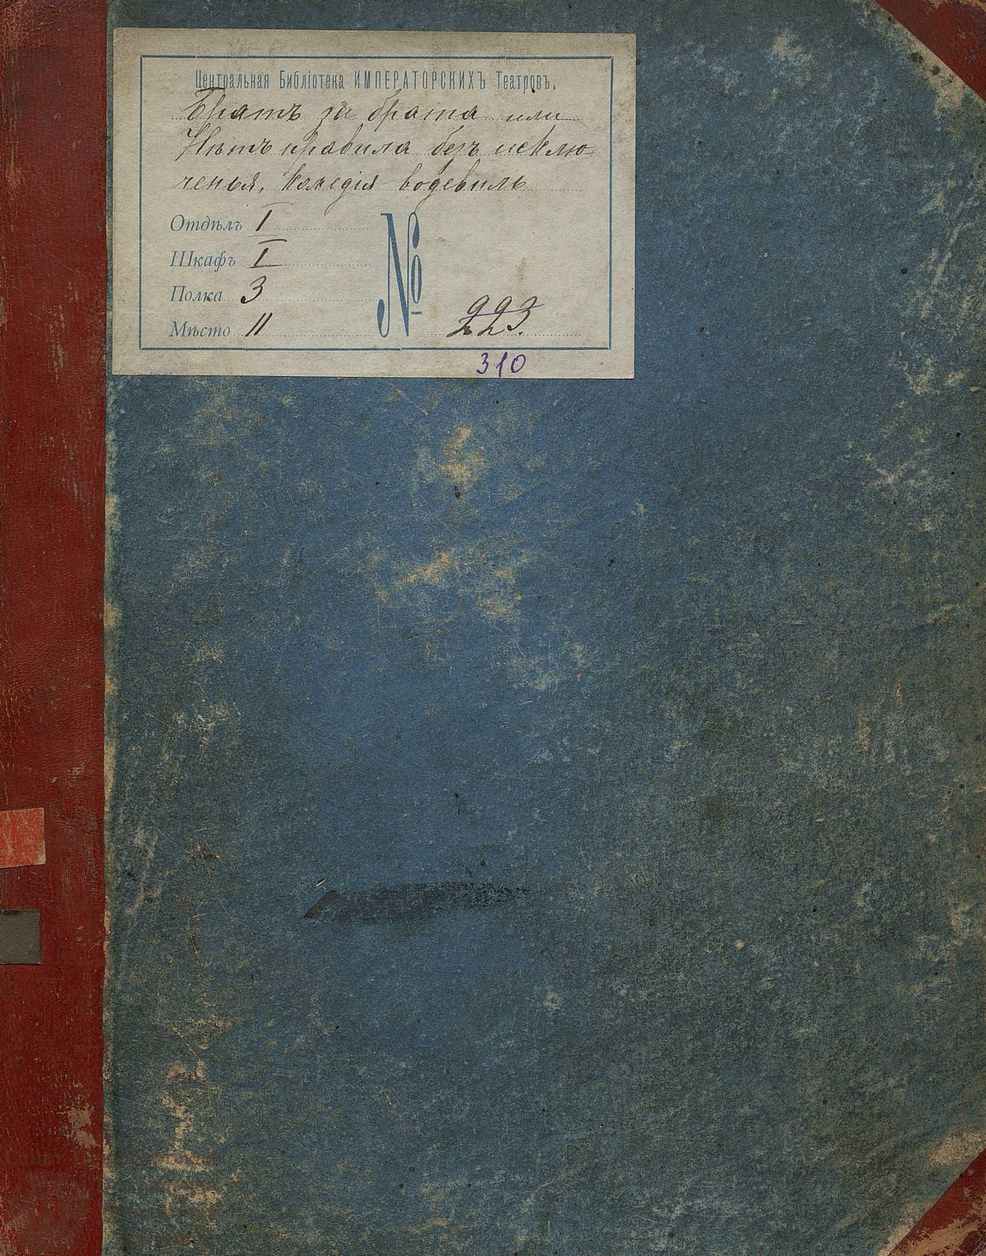 Центральная Библіотека ИМПЕРАТОРСКИХЪ Театровъ.
Братъ за брата или
Нѣтъ правила безъ исклю-
ченья, комедія-водевиль
Отдѣлъ I
Шкафъ I
Полка 3
Мѣсто 11
№ 223.
310